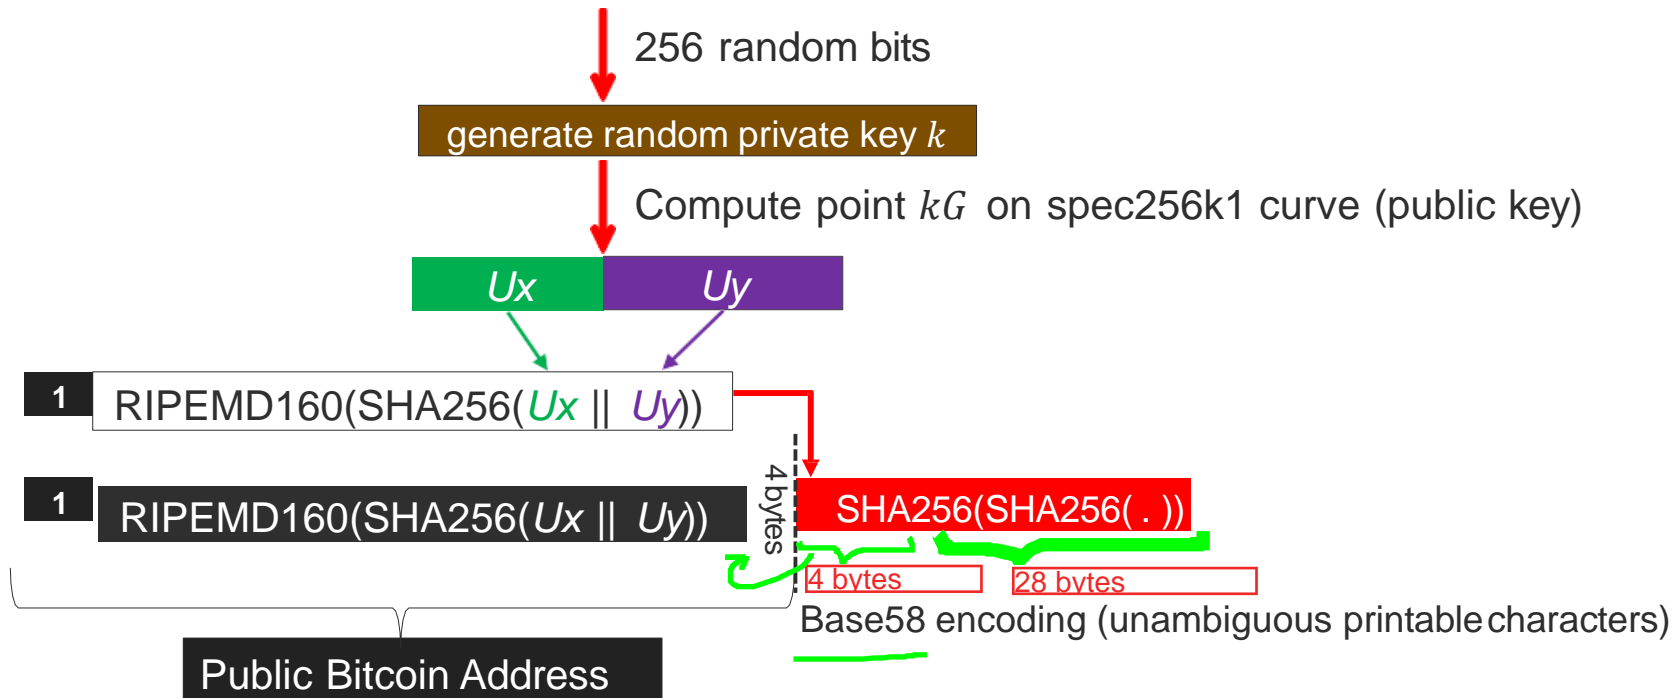 256 random bits
generate random private key k
Compute point kG on spec256k1 curve (public key)
Ux Uy
1 RIPEMD160(SHA256(Ux || Uy))
4 bytes
1 RIPEMD160(SHA256(Ux || Uy)) SHA256(SHA256( . ))
4 bytes 28 bytes
Base58 encoding (unambiguous printable characters)
Public Bitcoin Address